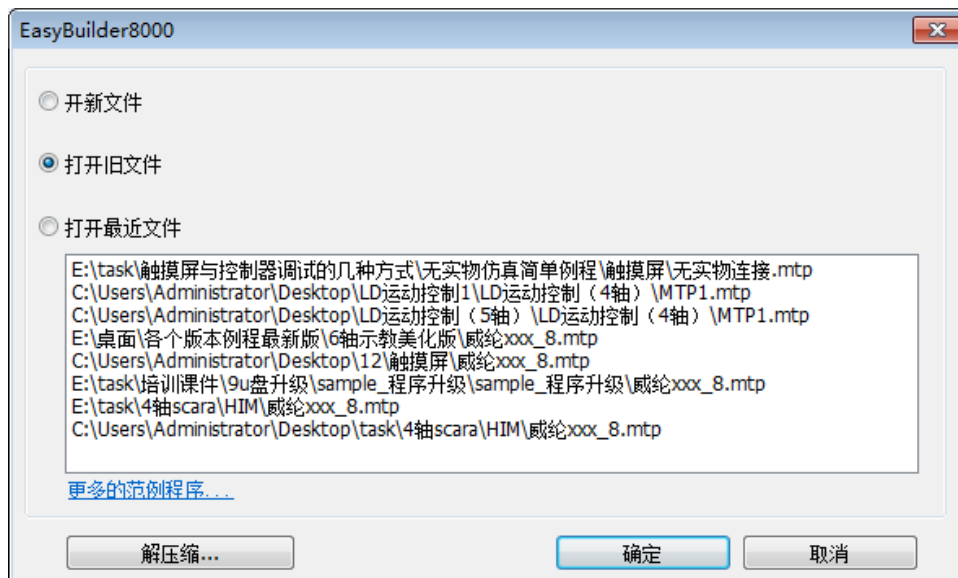 EasyBuilder8000
开新文件
打开旧文件
打开最近文件
E:\task\触摸屏与控制器调试的几种方式\无实物仿真简单例程\触摸屏\无实物连接.mtp
C:\Users\Administrator\Desktop\LD运动控制1\LD运动控制（4轴）\MTP1.mtp
C:\Users\Administrator\Desktop\LD运动控制（5轴）\LD运动控制（4轴）\MTP1.mtp
E:\桌面\各个版本例程最新版\6轴示教美化版\威纶xxx_8.mtp
C:\Users\Administrator\Desktop\12\触摸屏\威纶xxx_8.mtp
E:\task\培训课件\9u盘升级\sample_程序升级\sample_程序升级\威纶xxx_8.mtp
E:\task\4轴scara\HIM\威纶xxx_8.mtp
C:\Users\Administrator\Desktop\task\4轴scara\HIM\威纶xxx_8.mtp
更多的范例程序...
解压缩... 确定 取消